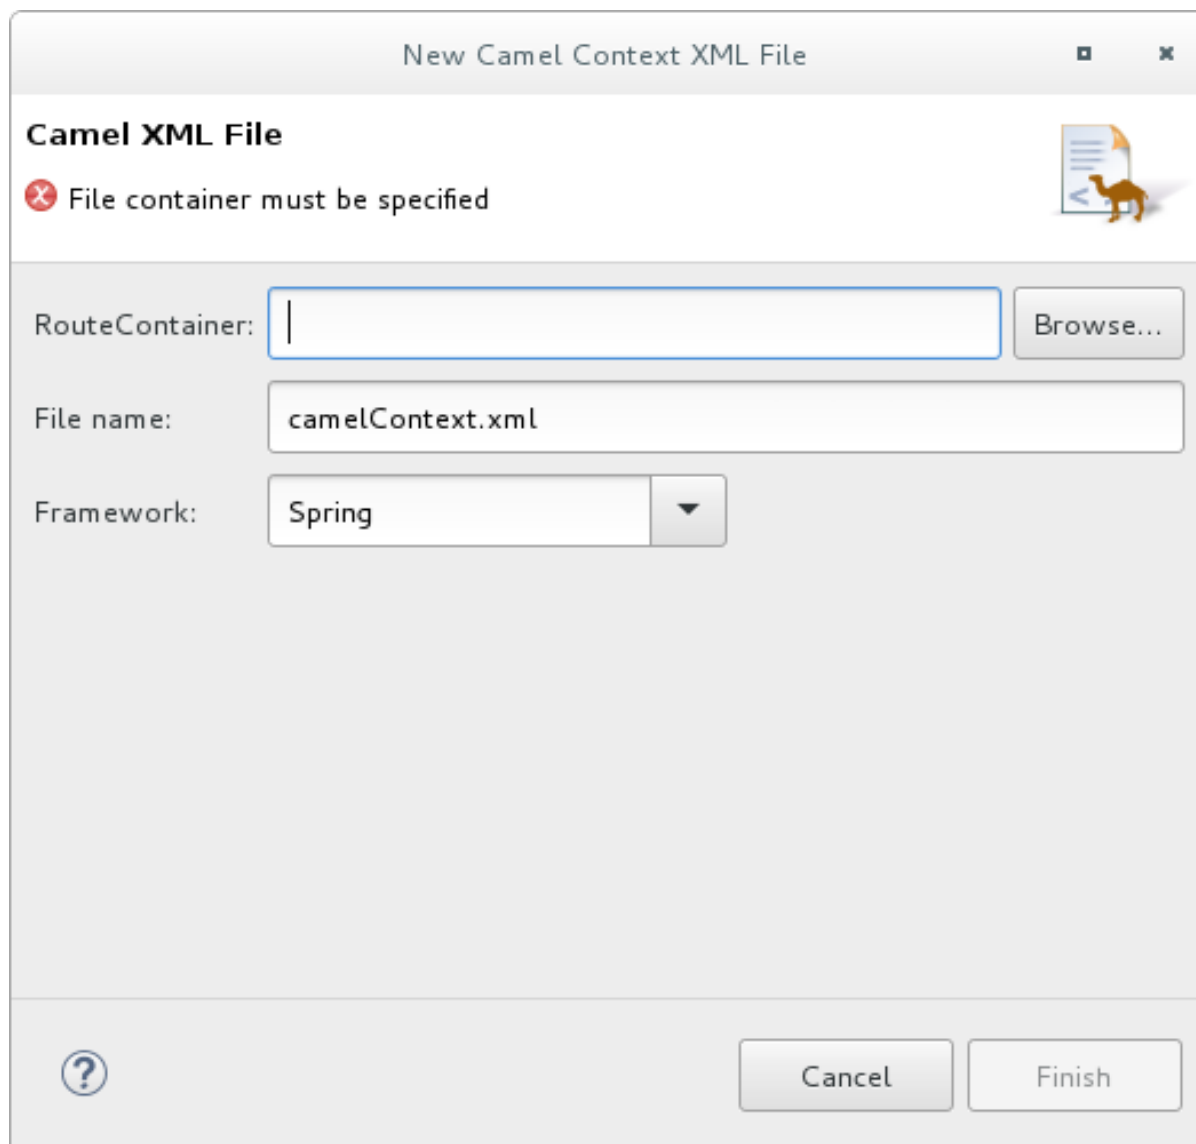 New Camel Context XML File
Camel XML File
File container must be specified
RouteContainer:
Browse...
File name:
camelContext.xml
Framework:
Spring
Cancel
Finish